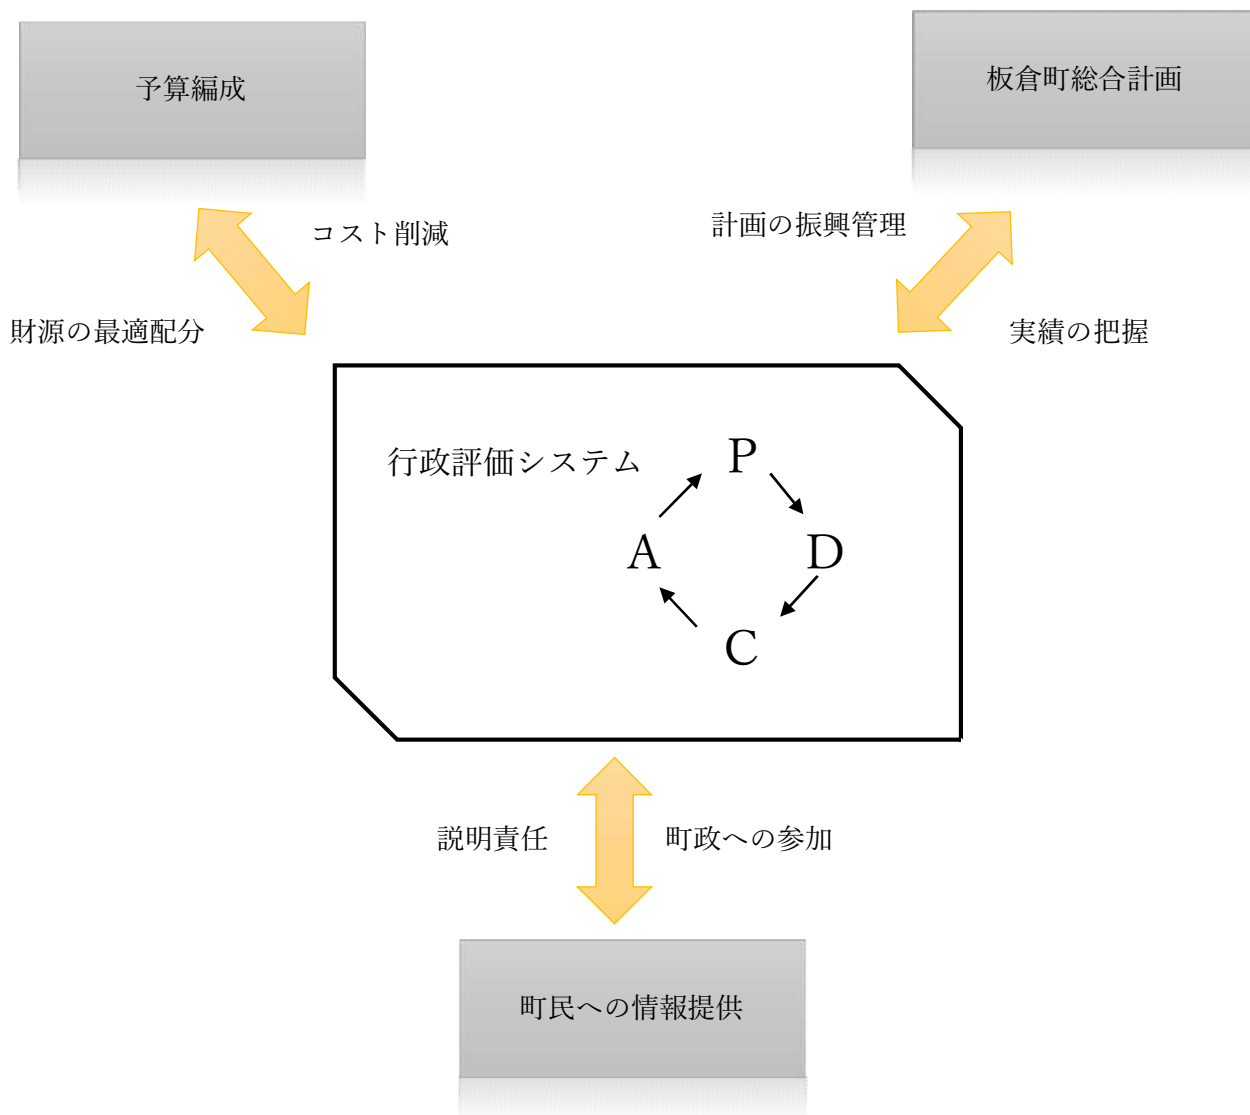 予算編成
板倉町総合計画
コスト削減
計画の振興管理
財源の最適配分
実績の把握
行政評価システム
P
A
D
C
説明責任
町政への参加
町民への情報提供